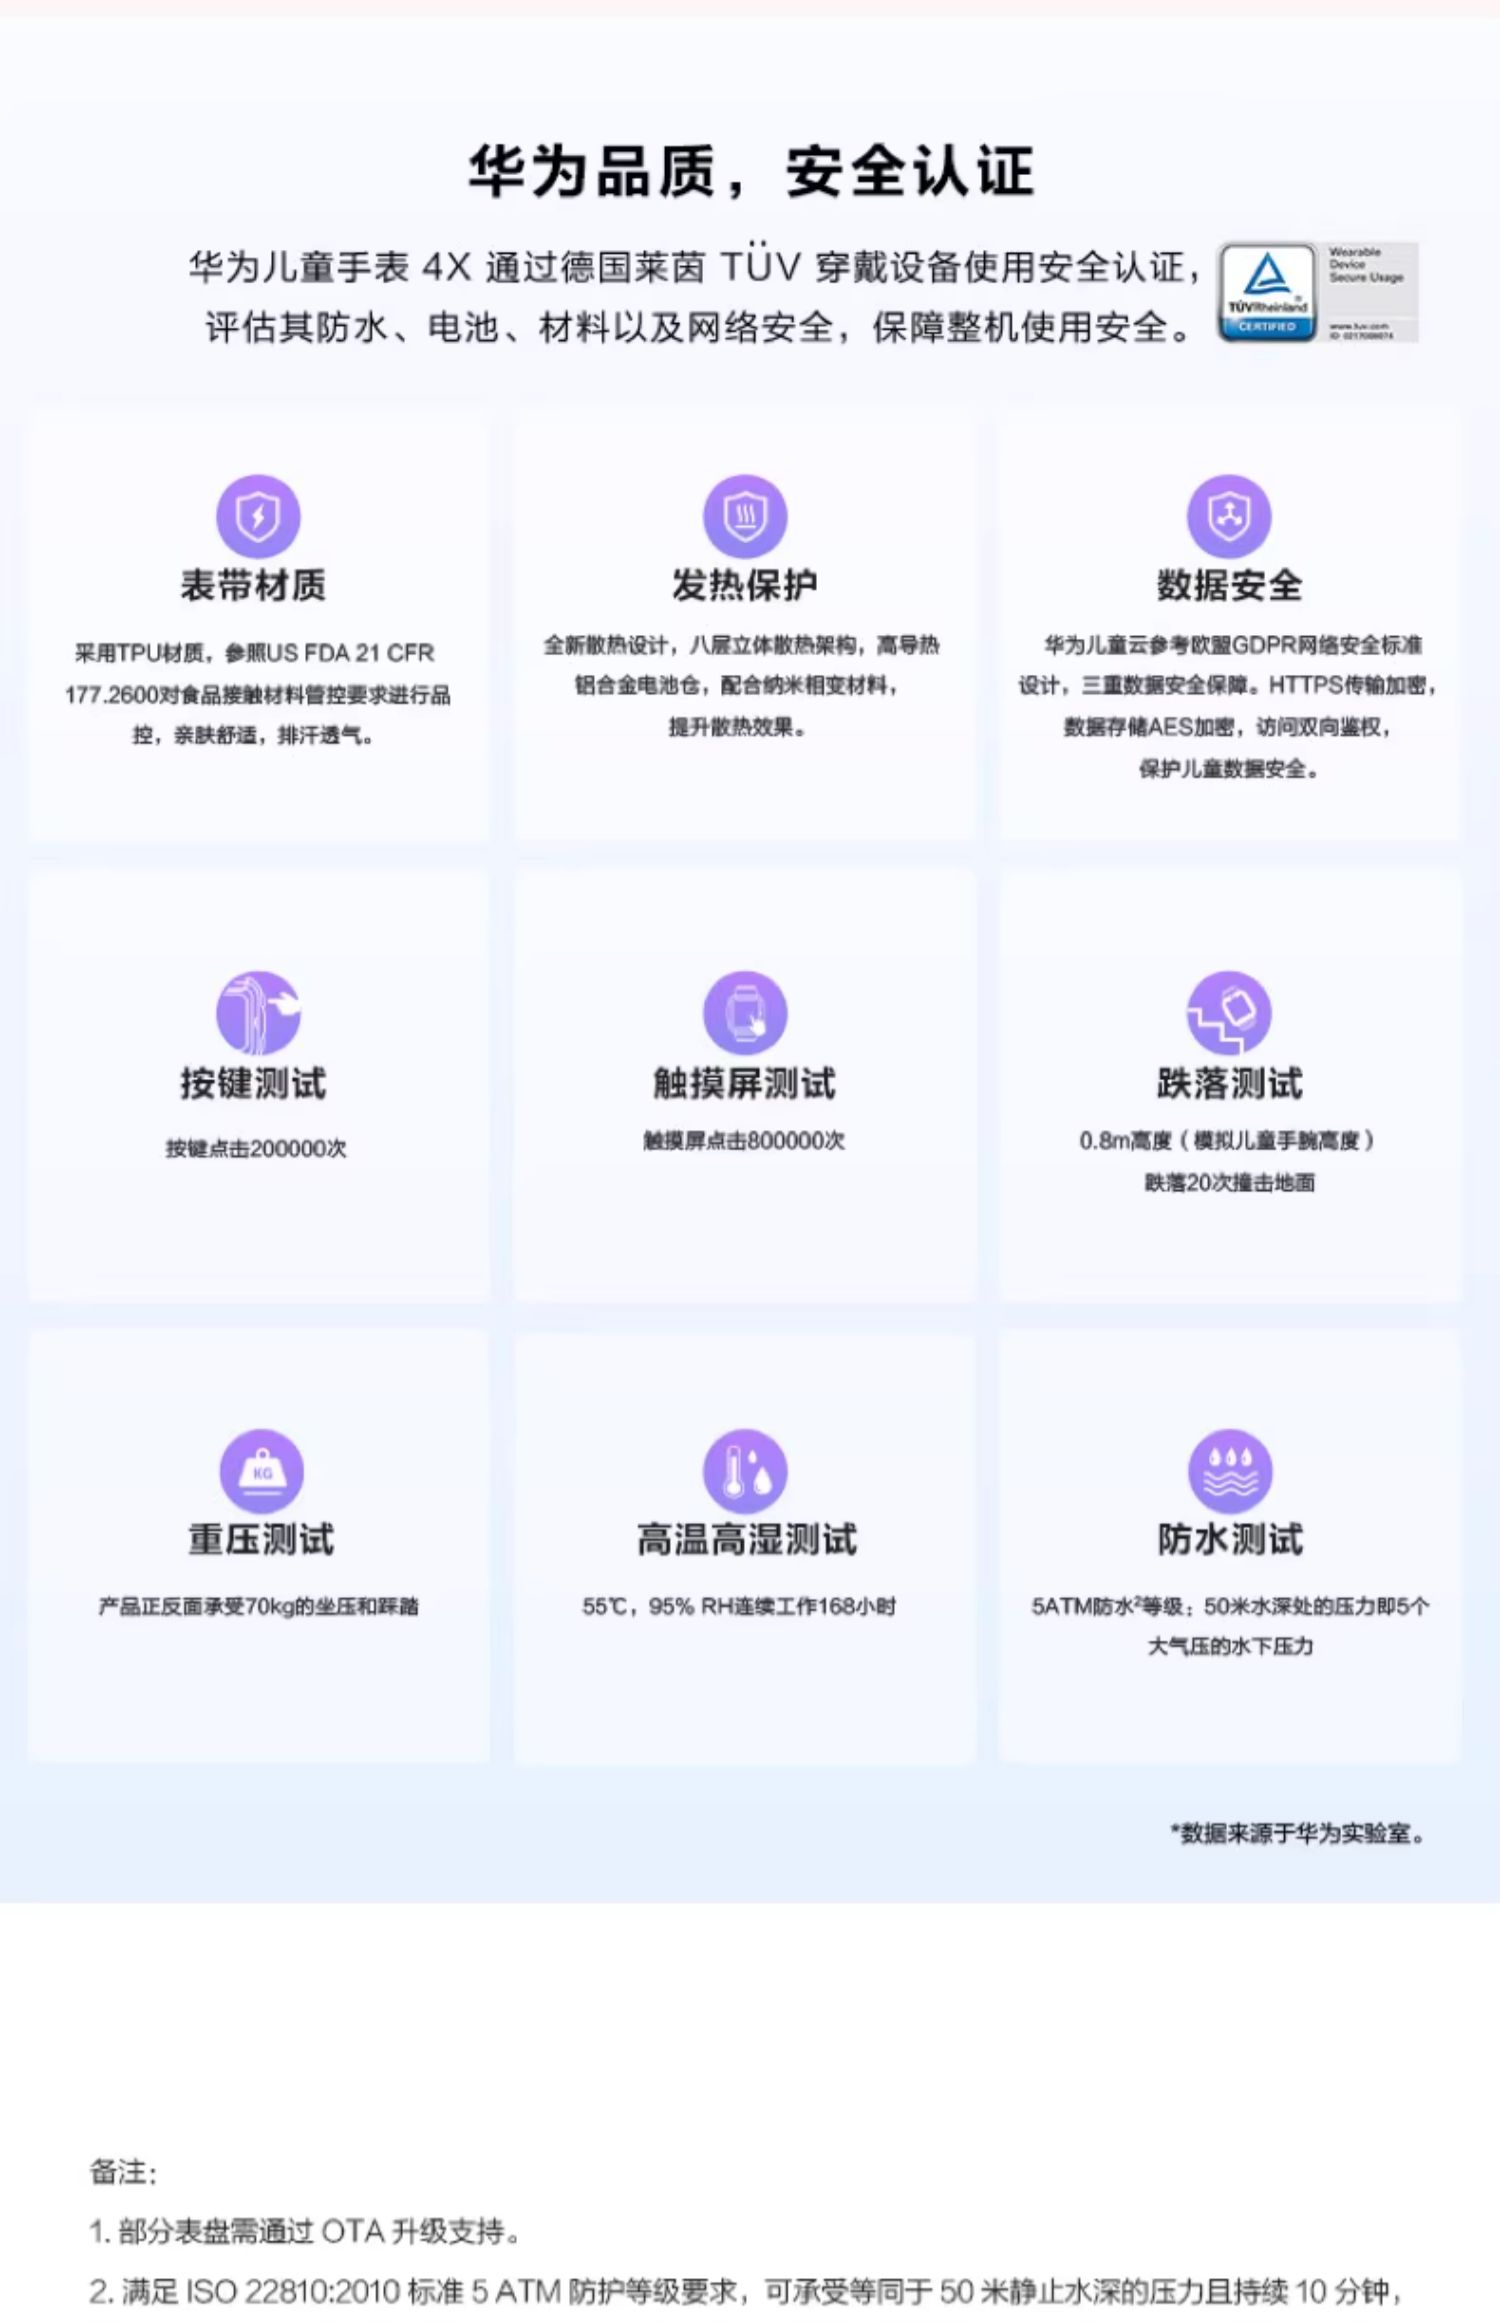 华为品质，安全认证
华为儿童手表 4X 通过德国莱茵 TÜV 穿戴设备使用安全认证，
评估其防水、电池、材料以及网络安全，保障整机使用安全。
TÜVRheinland
CERTIFIED
Wearable
Device
Secure Usage
www.tuv.com
表带材质
采用TPU材质，参照US FDA 21 CFR
177.2600对食品接触材料管控要求进行品
控，亲肤舒适，排汗透气。
发热保护
全新散热设计，八层立体散热架构，高导热
铝合金电池仓，配合纳米相变材料，
提升散热效果。
数据安全
华为儿童云参考欧盟GDPR网络安全标准
设计，三重数据安全保障。HTTPS传输加密，
数据存储AES加密，访问双向鉴权，
保护儿童数据安全。
按键测试
按键点击200000次
触摸屏测试
触摸屏点击800000次
跌落测试
0.8m高度（模拟儿童手腕高度）
跌落20次撞击地面
KG
重压测试
产品正反面承受70kg的坐压和踩踏
高温高湿测试
55℃，95% RH连续工作168小时
防水测试
5ATM防水²等级；50米水深处的压力即5个
大气压的水下压力
*数据来源于华为实验室。
备注：
1. 部分表盘需通过 OTA 升级支持。
2. 满足 ISO 22810:2010 标准 5 ATM 防护等级要求，可承受等同于 50 米静止水深的压力且持续 10 分钟，